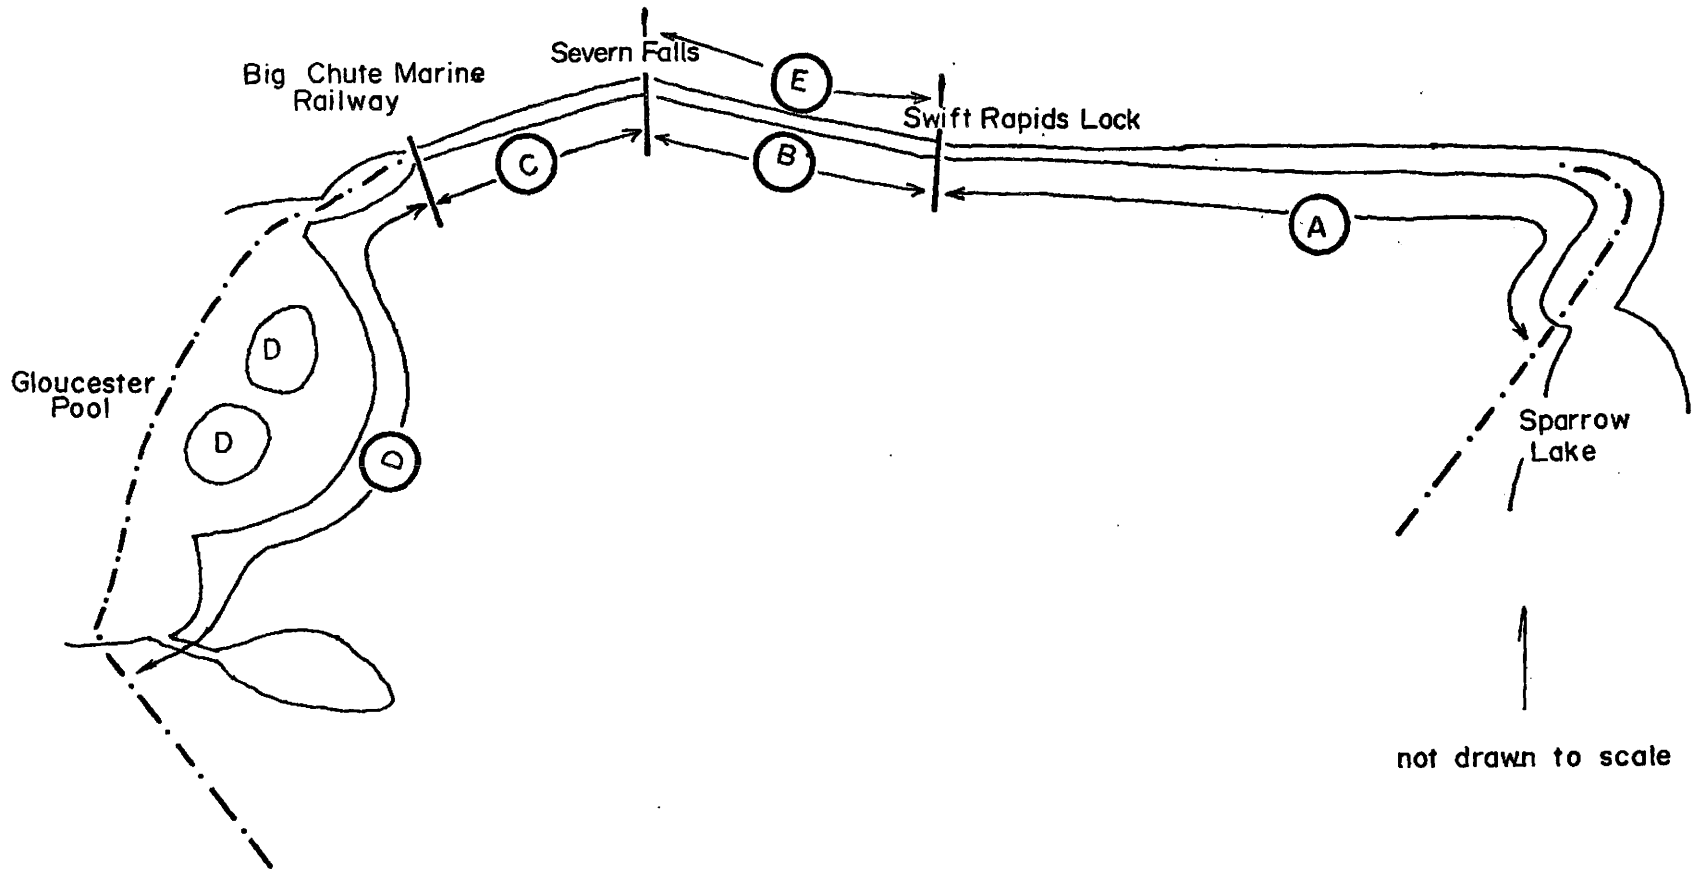 Severn Falls
E
Big Chute Marine
Railway
Swift Rapids Lock
C
B
A
D
Gloucester
Pool
D
D
Sparrow
Lake
not drawn to scale